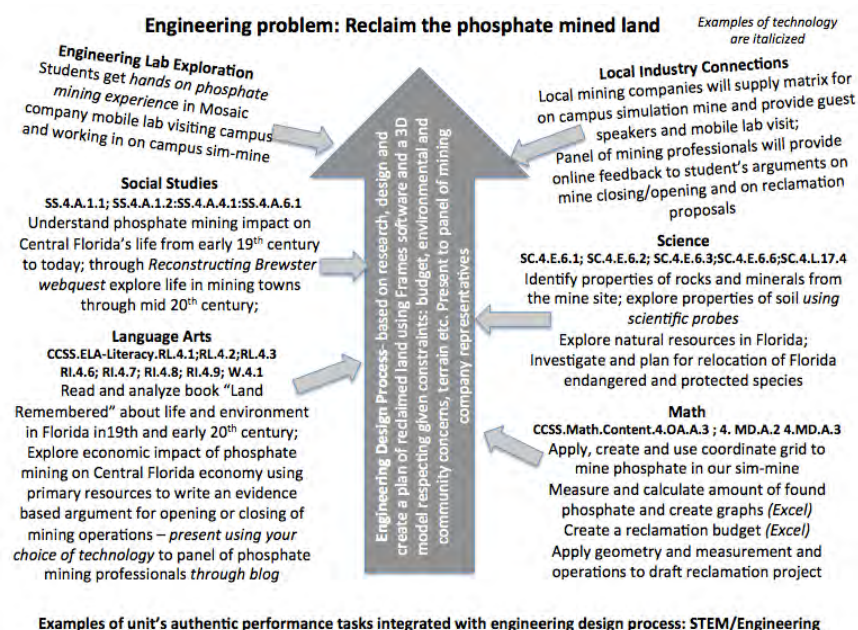 Engineering problem: Reclaim the phosphate mined land
Examples of technology
are italicized
Engineering Lab Exploration
Students get hands on phosphate
mining experience in Mosaic
company mobile lab visiting campus
and working in on campus sim-mine
Social Studies
SS.4.A.1.1; SS.4.A.1.2:SS.4.A.4.1:SS.4.A.6.1
Understand phosphate mining impact on
Central Florida's life from early 19th century
to today; through Reconstructing Brewster
webquest explore life in mining towns
through mid 20th century;
Language Arts
CCSS.ELA-Literacy.RL.4.1;RL.4.2;RL.4.3
RI.4.6; RI.4.7; RI.4.8; RI.4.9; W.4.1
Read and analyze book "Land
Remembered" about life and environment
in Florida in19th and early 20th century;
Explore economic impact of phosphate
mining on Central Florida economy using
primary resources to write an evidence
based argument for opening or closing of
mining operations – present using your
choice of technology to panel of phosphate
mining professionals through blog
Engineering Design Process- based on research, design and
create a plan of reclaimed land using Frames software and a 3D
model respecting given constraints: budget, environmental and
community concerns, terrain etc. Present to panel of mining
company representatives
Local Industry Connections
Local mining companies will supply matrix for
on campus simulation mine and provide guest
speakers and mobile lab visit;
Panel of mining professionals will provide
online feedback to student's arguments on
mine closing/opening and on reclamation
proposals
Science
SC.4.E.6.1; SC.4.E.6.2; SC.4.E.6.3;SC.4.E.6.6;SC.4.L.17.4
Identify properties of rocks and minerals from
the mine site; explore properties of soil using
scientific probes
Explore natural resources in Florida;
Investigate and plan for relocation of Florida
endangered and protected species
Math
CCSS.Math.Content.4.OA.A.3 ; 4. MD.A.2 4.MD.A.3
Apply, create and use coordinate grid to
mine phosphate in our sim-mine
Measure and calculate amount of found
phosphate and create graphs (Excel)
Create a reclamation budget (Excel)
Apply geometry and measurement and
operations to draft reclamation project
Examples of unit's authentic performance tasks integrated with engineering design process: STEM/Engineering